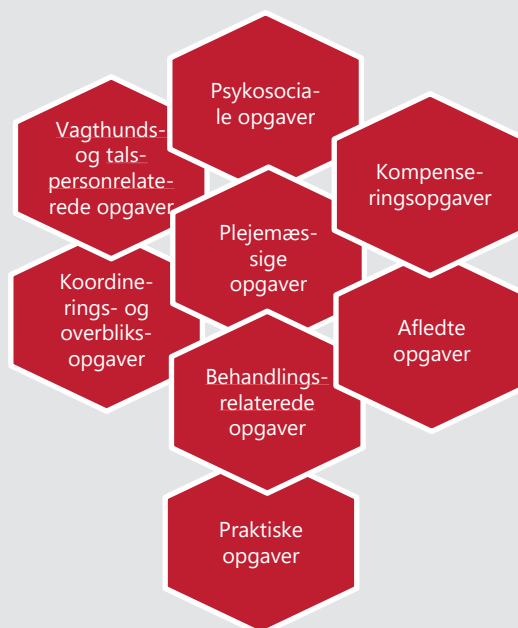 Psykosocia-
le opgaver
Vagthunds-
og tals-
personrelate-
rede opgaver
Kompense-
ringsopgaver
Plejemæs-
sige
opgaver
Koordine-
rings- og
overbliks-
opgaver
Afledte
opgaver
Behandlings-
relaterede
opgaver
Praktiske
opgaver